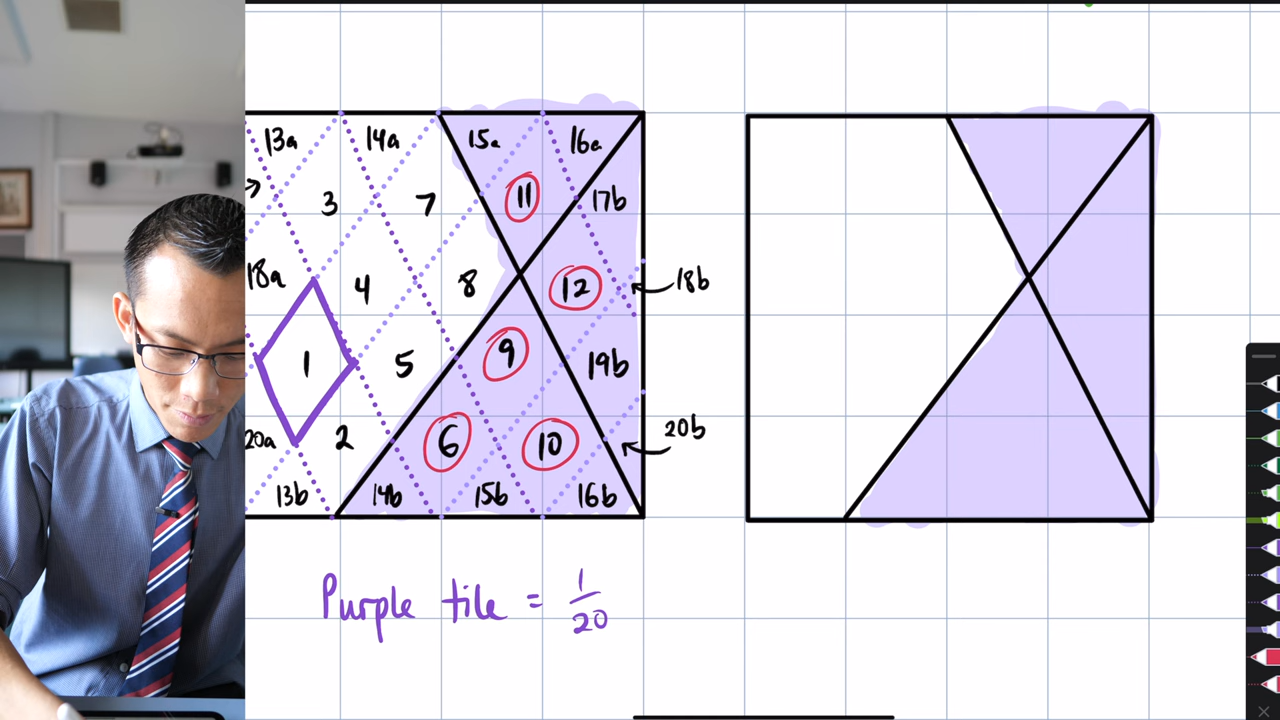 13a 14a 15a 16a
3 7 11 17b
18a 4 8 12 18b
1 5 9 19b
20a 2 6 10 20b
13b 14b 15b 16b
Purple tile = 1/20